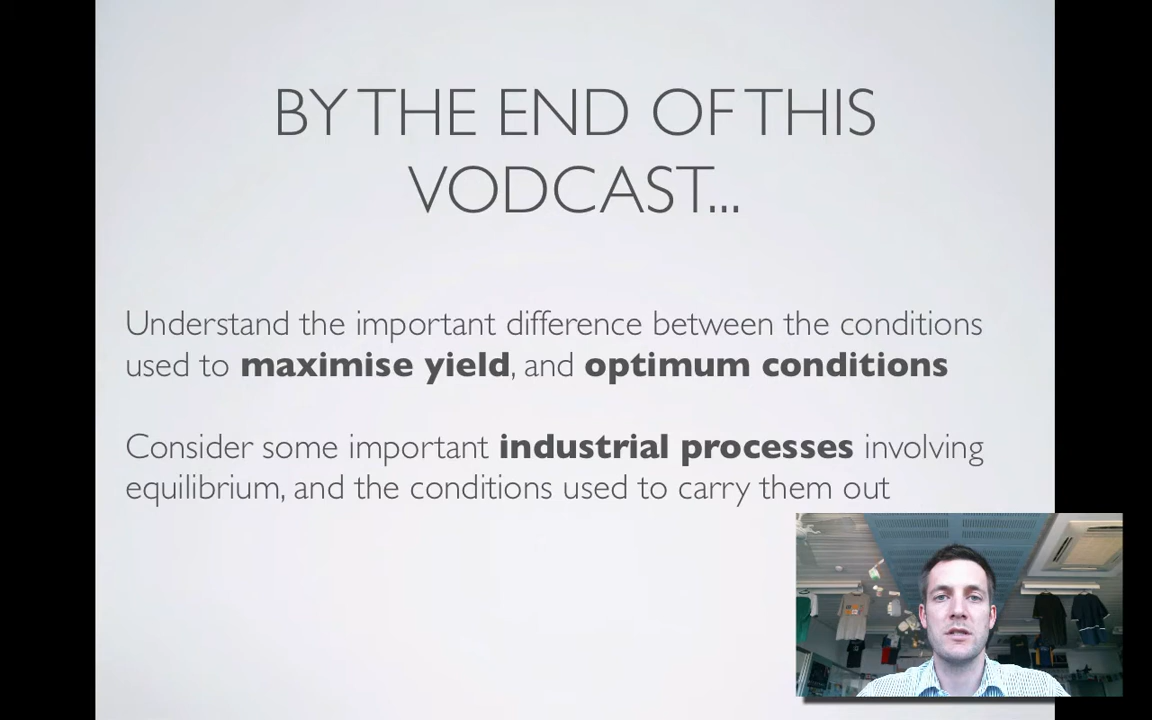 BY THE END OF THIS
VODCAST...
Understand the important difference between the conditions
used to maximise yield, and optimum conditions
Consider some important industrial processes involving
equilibrium, and the conditions used to carry them out